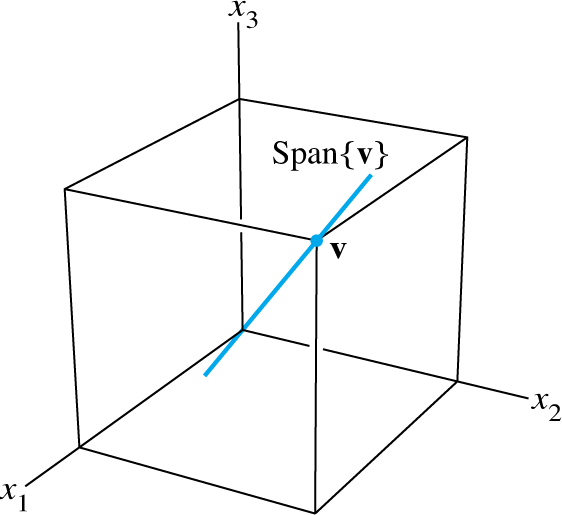 x₃
Span{v}
v
x₂
x₁